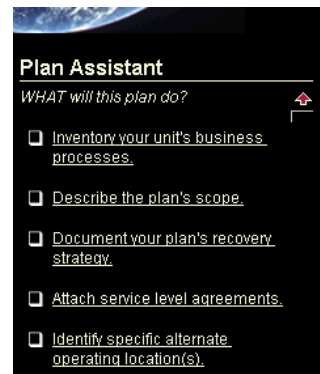 Plan Assistant
WHAT will this plan do?
Inventory your unit's business
processes.
Describe the plan's scope.
Document your plan's recovery
strategy.
Attach service level agreements.
Identify specific alternate
operating location(s).